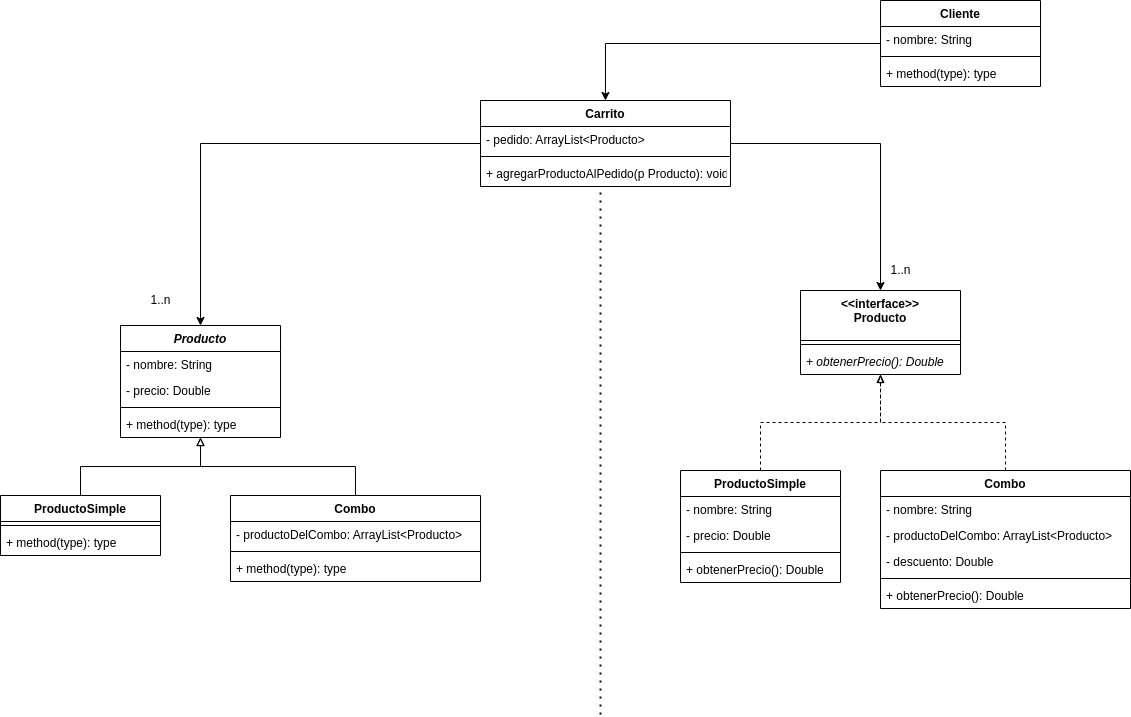 Cliente
- nombre: String
+ method(type): type
Carrito
- pedido: ArrayList<Producto>
+ agregarProductoAlPedido(p Producto): void
1..n
1..n
Producto
- nombre: String
- precio: Double
+ method(type): type
<<interface>>
Producto
+ obtenerPrecio(): Double
ProductoSimple
+ method(type): type
Combo
- productoDelCombo: ArrayList<Producto>
+ method(type): type
ProductoSimple
- nombre: String
- precio: Double
+ obtenerPrecio(): Double
Combo
- nombre: String
- productoDelCombo: ArrayList<Producto>
- descuento: Double
+ obtenerPrecio(): Double